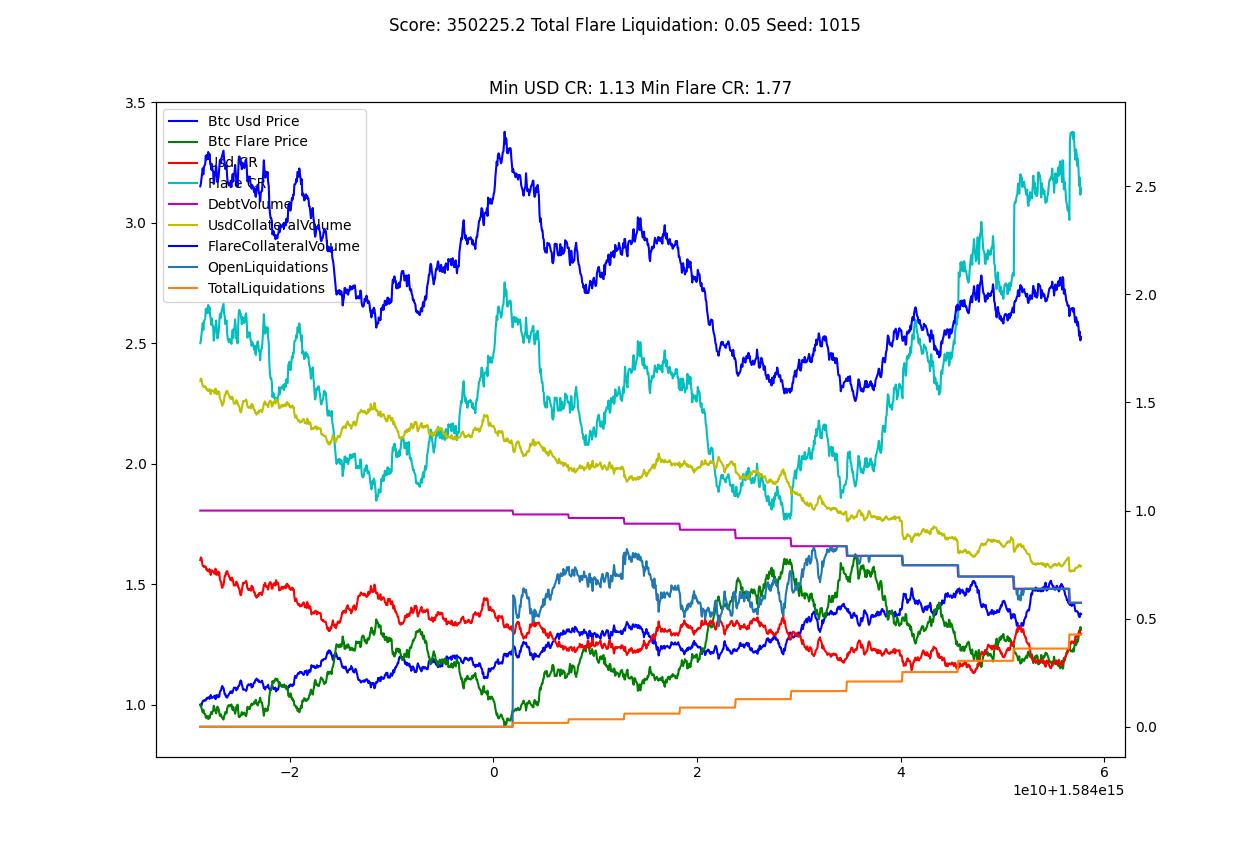 Score: 350225.2 Total Flare Liquidation: 0.05 Seed: 1015
Min USD CR: 1.13 Min Flare CR: 1.77
Btc Usd Price
Btc Flare Price
Usd CR
Flare CR
DebtVolume
UsdCollateralVolume
FlareCollateralVolume
OpenLiquidations
TotalLiquidations
3.5
3.0
2.5
2.0
1.5
1.0
2.5
2.0
1.5
1.0
0.5
0.0
−2 0 2 4 6
1e10+1.584e15